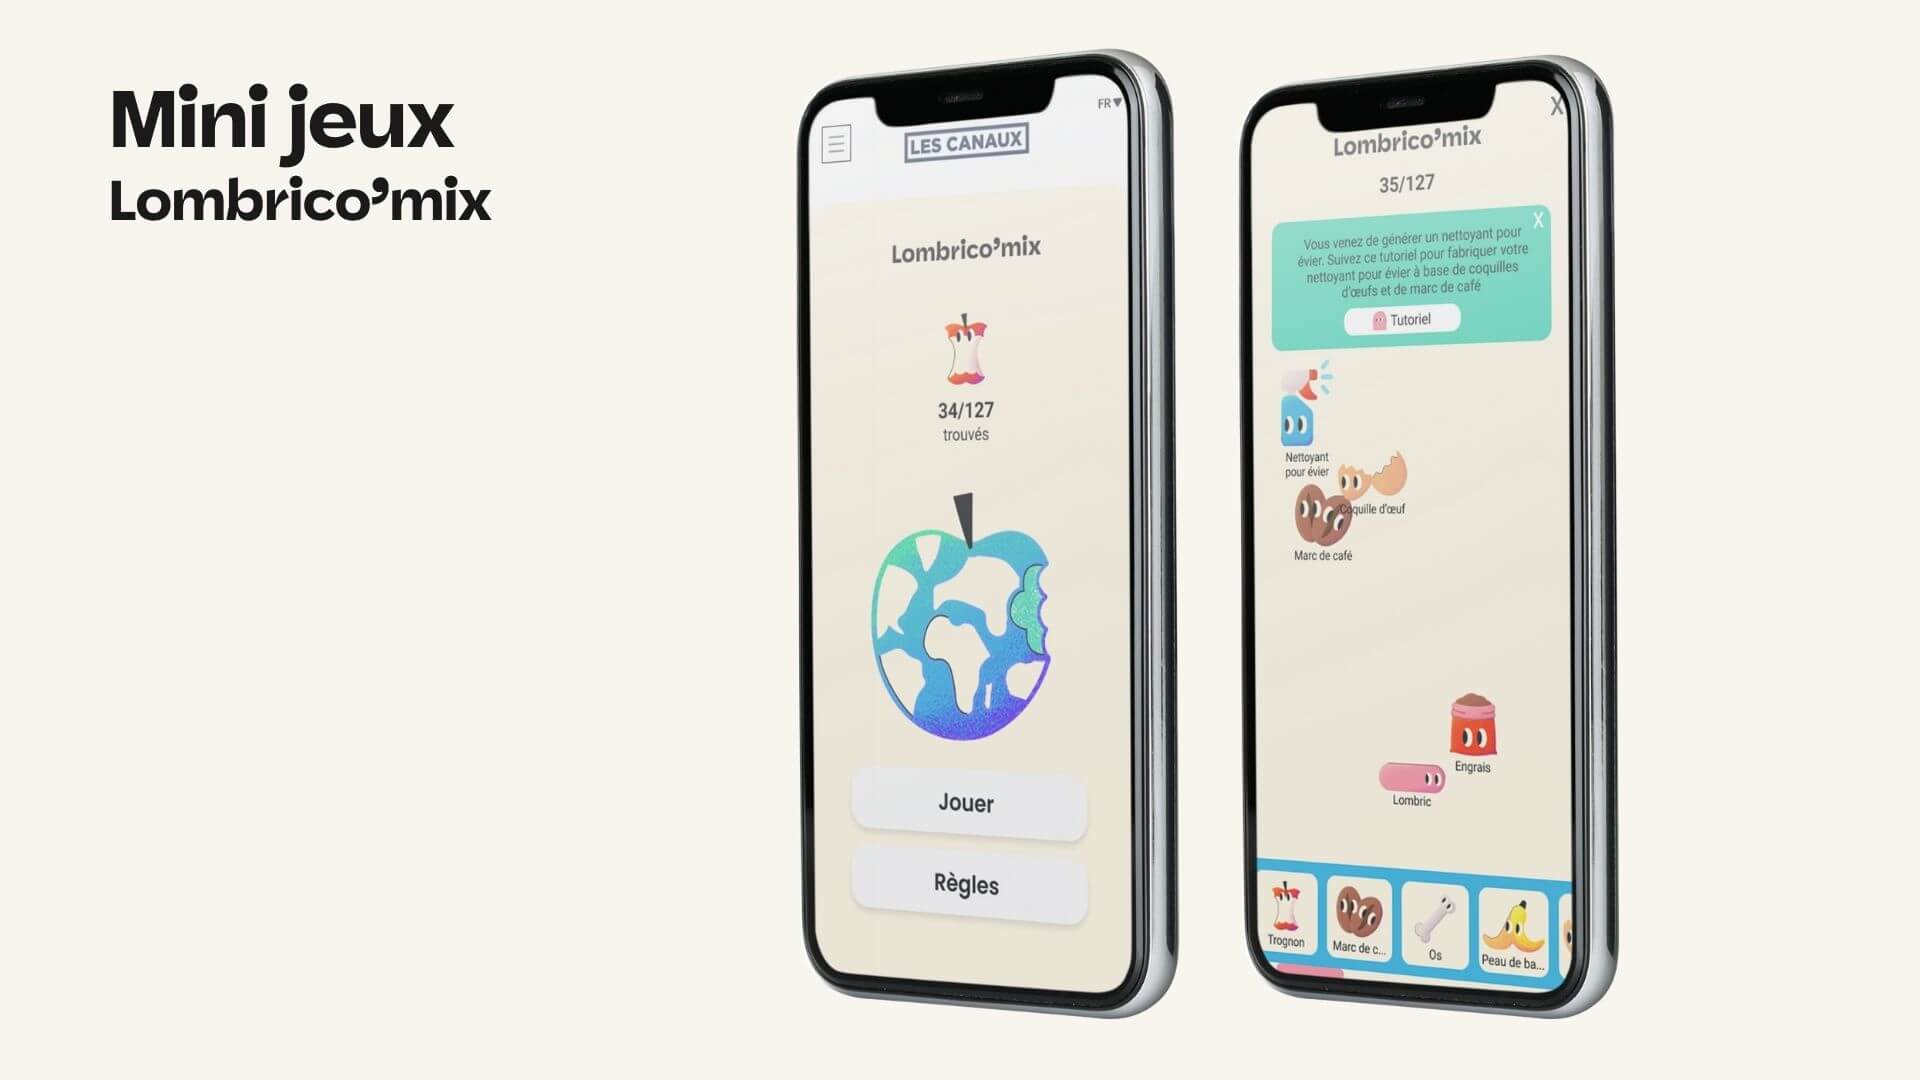 Mini jeux
Lombrico’mix
FR
LES CANAUX
Lombrico’mix
34/127
trouvés
Jouer
Règles
X
Lombrico’mix
35/127
X
Vous venez de générer un nettoyant pour
évier. Suivez ce tutoriel pour fabriquer votre
nettoyant pour évier à base de coquilles
d’œufs et de marc de café
Tutoriel
Nettoyant
pour évier
Coquille d’œuf
Marc de café
Engrais
Lombric
Trognon
Marc de c...
Os
Peau de ba...